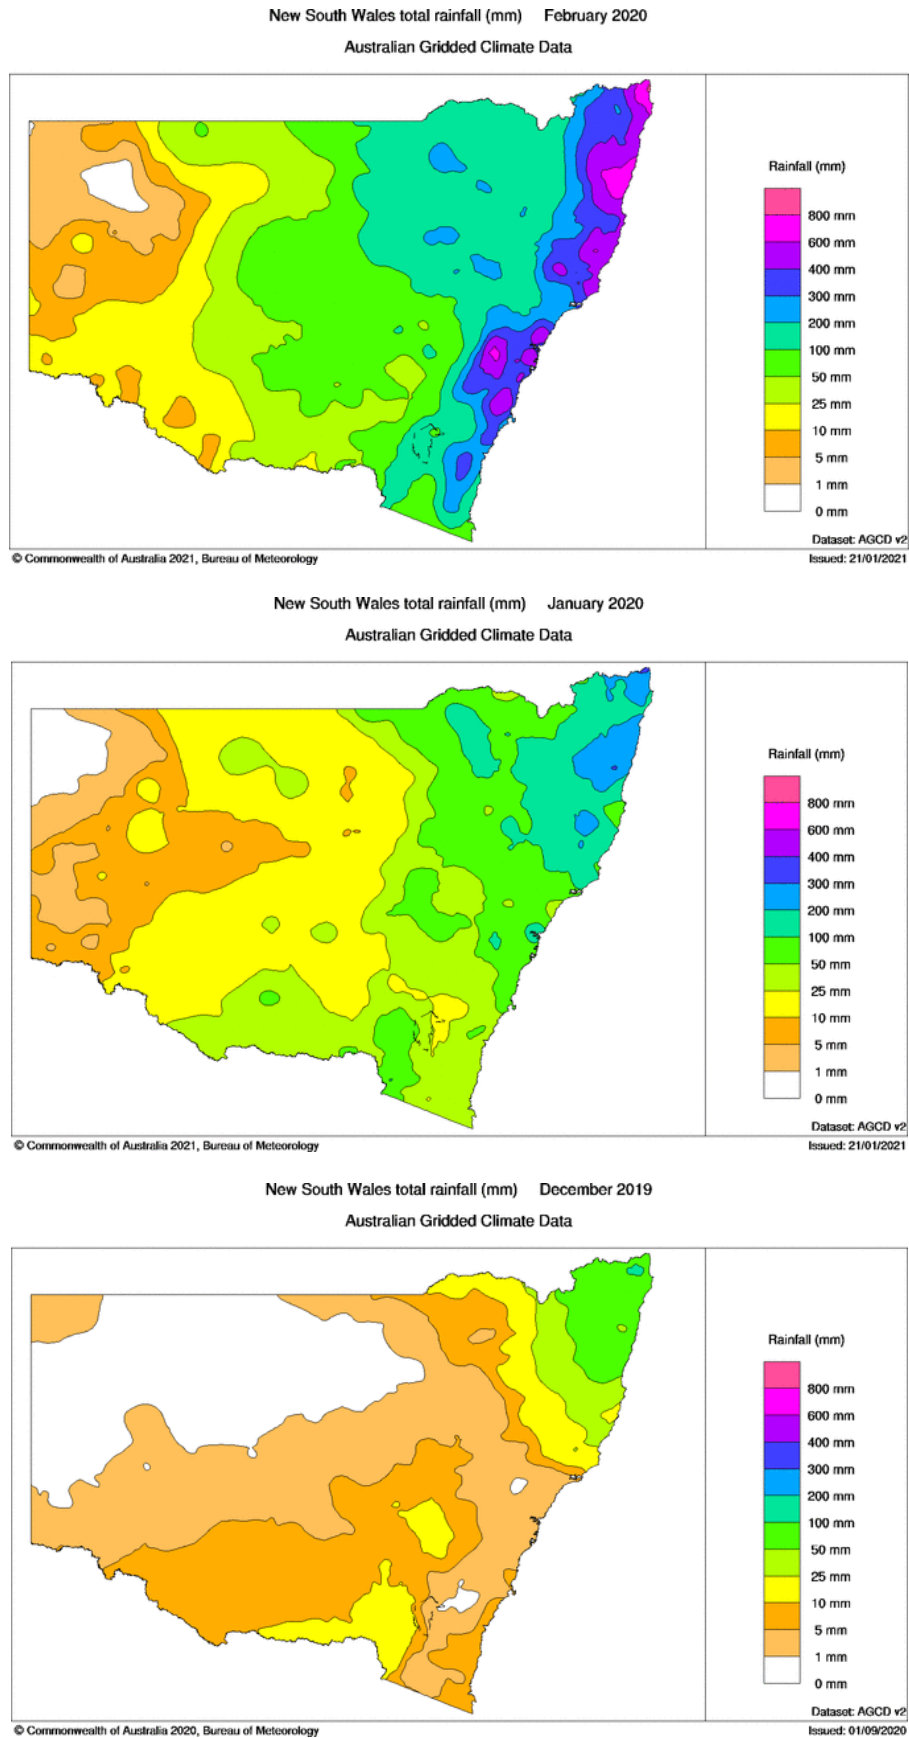 New South Wales total rainfall (mm) February 2020
Australian Gridded Climate Data
Rainfall (mm)
800 mm
600 mm
400 mm
300 mm
200 mm
100 mm
50 mm
25 mm
10 mm
5 mm
1 mm
0 mm
Dataset: AGCD v2
© Commonwealth of Australia 2021, Bureau of Meteorology
Issued: 21/01/2021
New South Wales total rainfall (mm) January 2020
Australian Gridded Climate Data
Rainfall (mm)
800 mm
600 mm
400 mm
300 mm
200 mm
100 mm
50 mm
25 mm
10 mm
5 mm
1 mm
0 mm
Dataset: AGCD v2
© Commonwealth of Australia 2021, Bureau of Meteorology
Issued: 21/01/2021
New South Wales total rainfall (mm) December 2019
Australian Gridded Climate Data
Rainfall (mm)
800 mm
600 mm
400 mm
300 mm
200 mm
100 mm
50 mm
25 mm
10 mm
5 mm
1 mm
0 mm
Dataset: AGCD v2
© Commonwealth of Australia 2020, Bureau of Meteorology
Issued: 01/09/2020